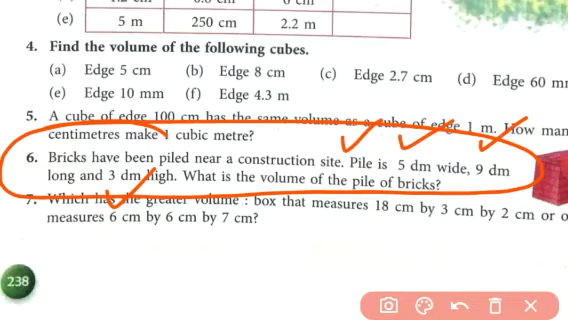 (e) 5 m 250 cm 2.2 m
4. Find the volume of the following cubes.
(a) Edge 5 cm (b) Edge 8 cm (c) Edge 2.7 cm (d) Edge 60 m
(e) Edge 10 mm (f) Edge 4.3 m
5. A cube of edge 100 cm has the same volume as a cube of edge 1 m. How man
centimetres make 1 cubic metre?
6. Bricks have been piled near a construction site. Pile is 5 dm wide, 9 dm
long and 3 dm high. What is the volume of the pile of bricks?
7. Which has the greater volume : box that measures 18 cm by 3 cm by 2 cm or o
measures 6 cm by 6 cm by 7 cm?
238